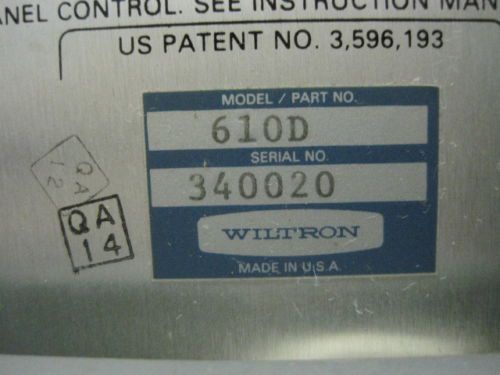 ANEL CONTROL. SEE INSTRUCTION MAN
US PATENT NO. 3,596,193
MODEL / PART NO.
610D
SERIAL NO.
340020
WILTRON
MADE IN U.S.A.
QA
12
QA
14